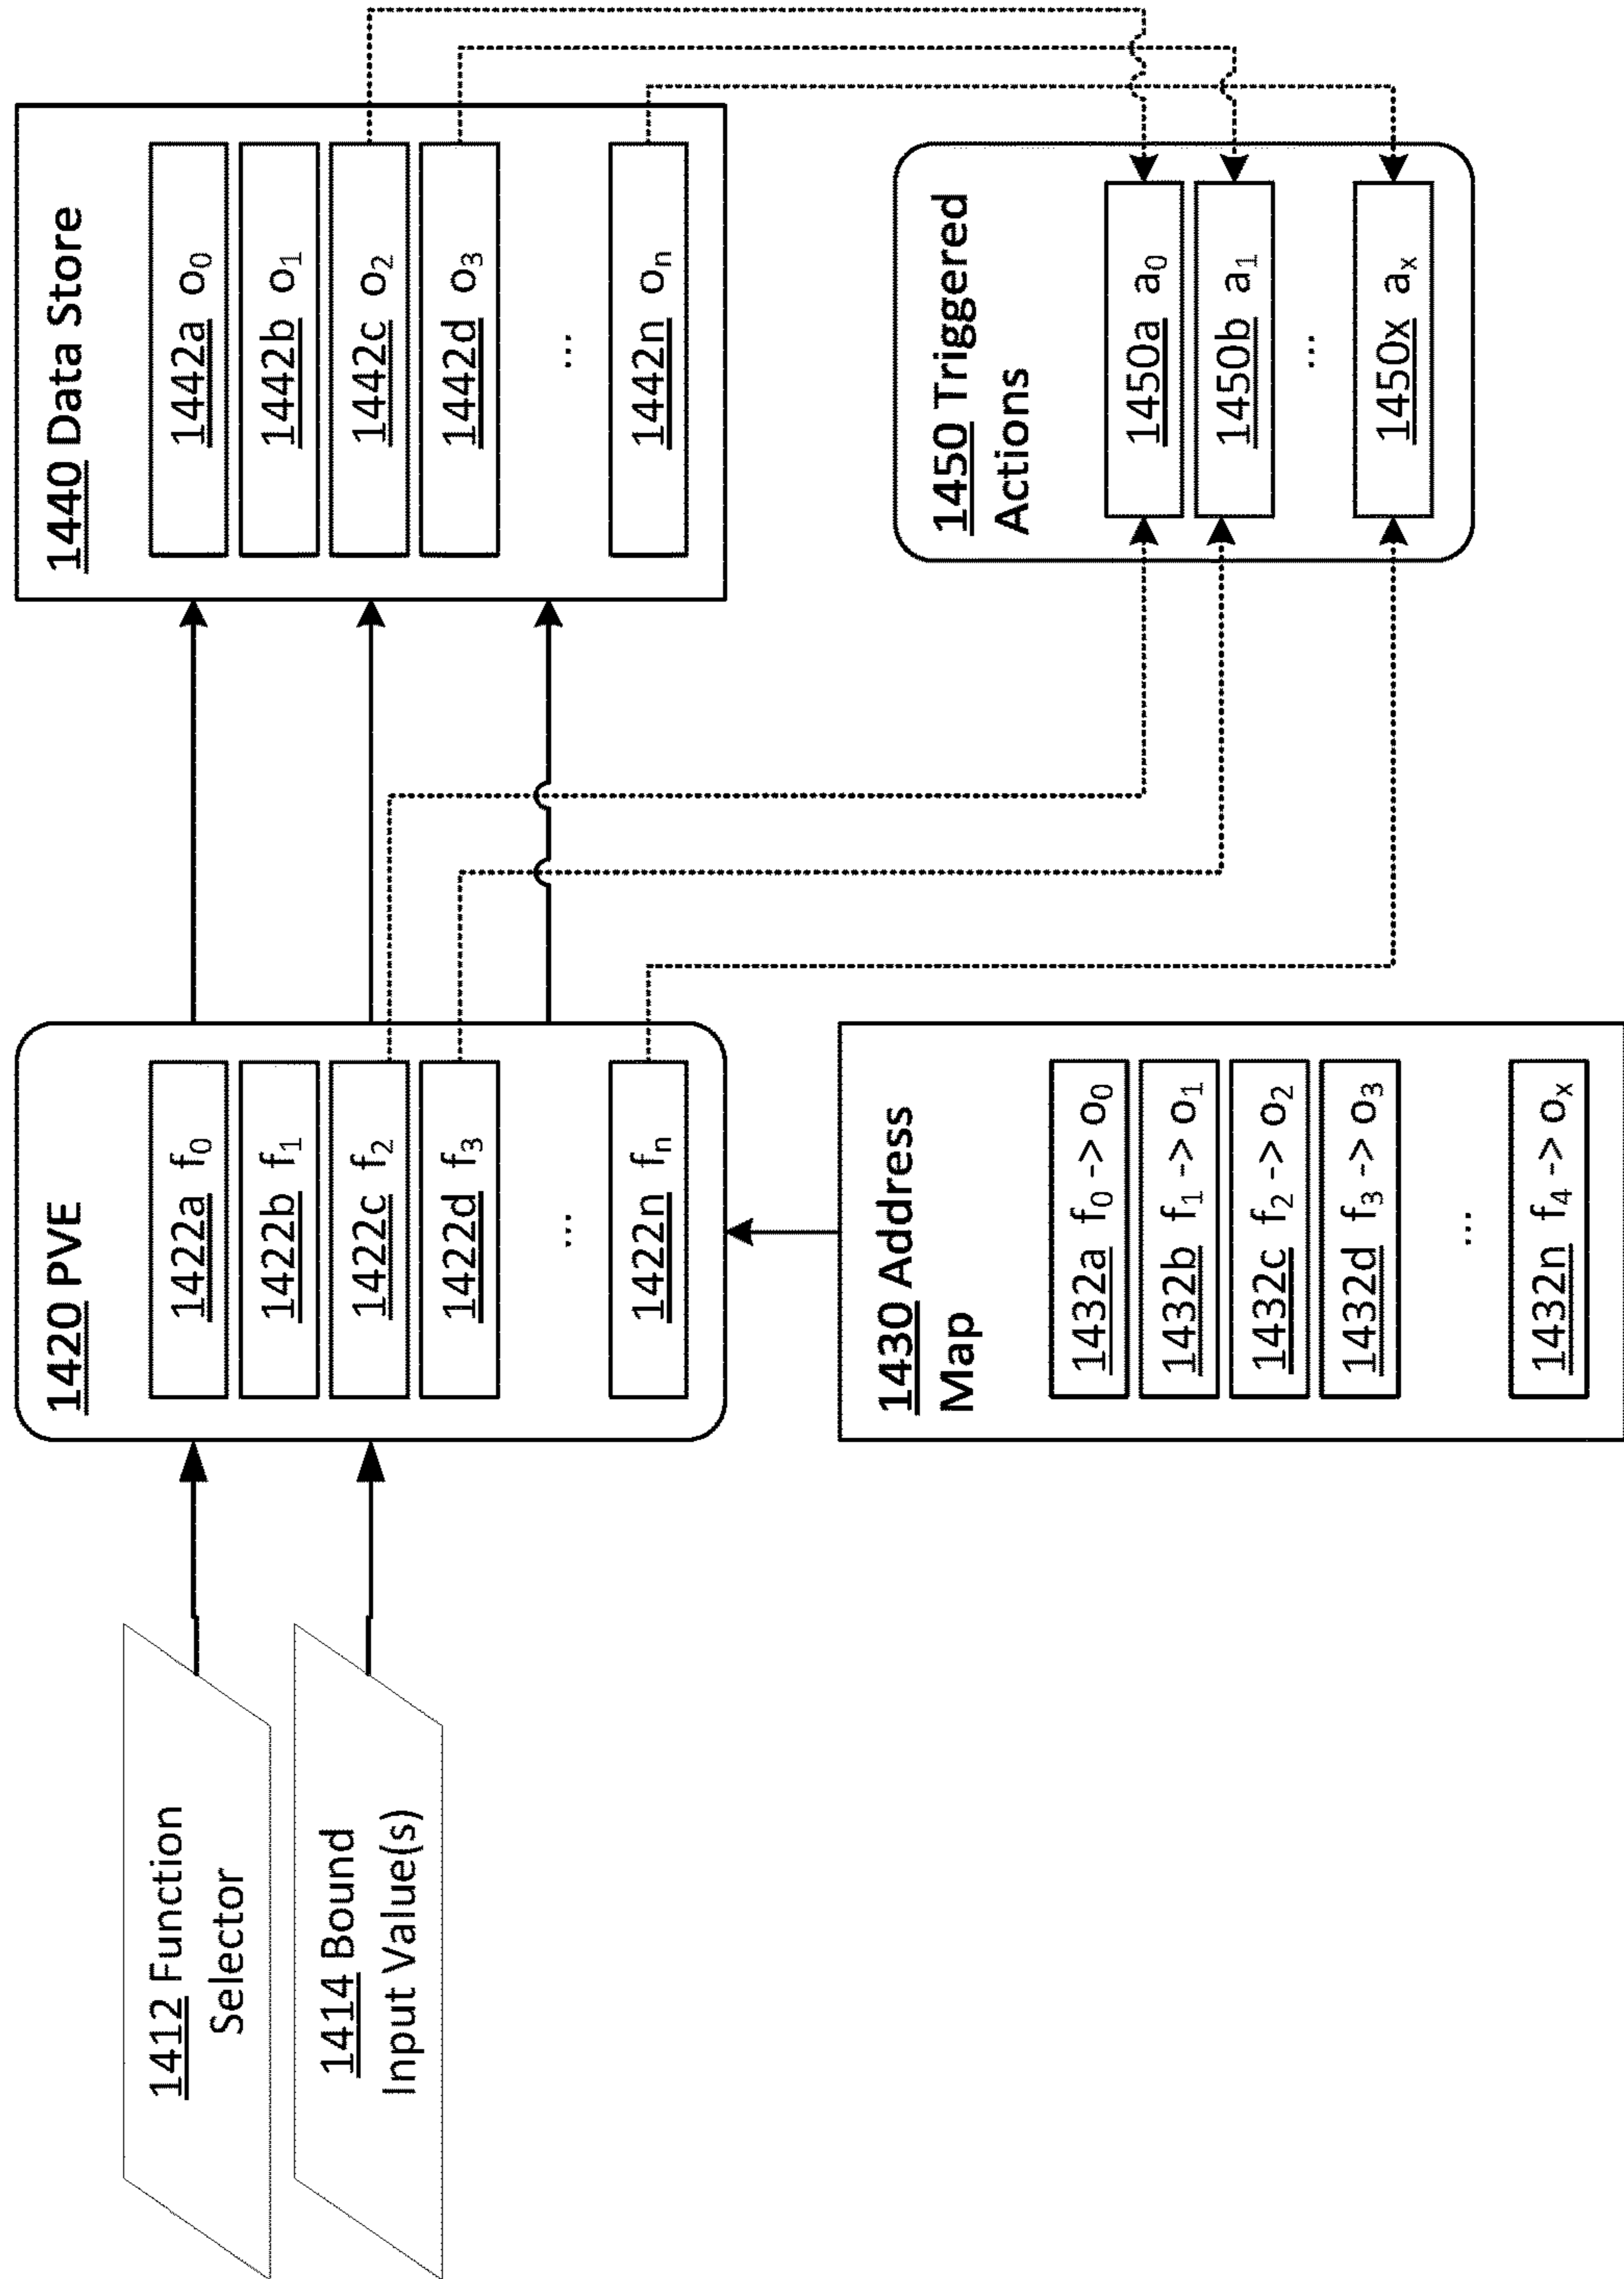 1412 Function
Selector
1414 Bound
Input Value(s)
1420 PVE
1422a f₀
1422b f₁
1422c f₂
1422d f₃
...
1422n fₙ
1430 Address
Map
1432a f₀ -> o₀
1432b f₁ -> o₁
1432c f₂ -> o₂
1432d f₃ -> o₃
...
1432n f₄ -> oₓ
1440 Data Store
1442a o₀
1442b o₁
1442c o₂
1442d o₃
...
1442n oₙ
1450 Triggered
Actions
1450a a₀
1450b a₁
...
1450x aₓ